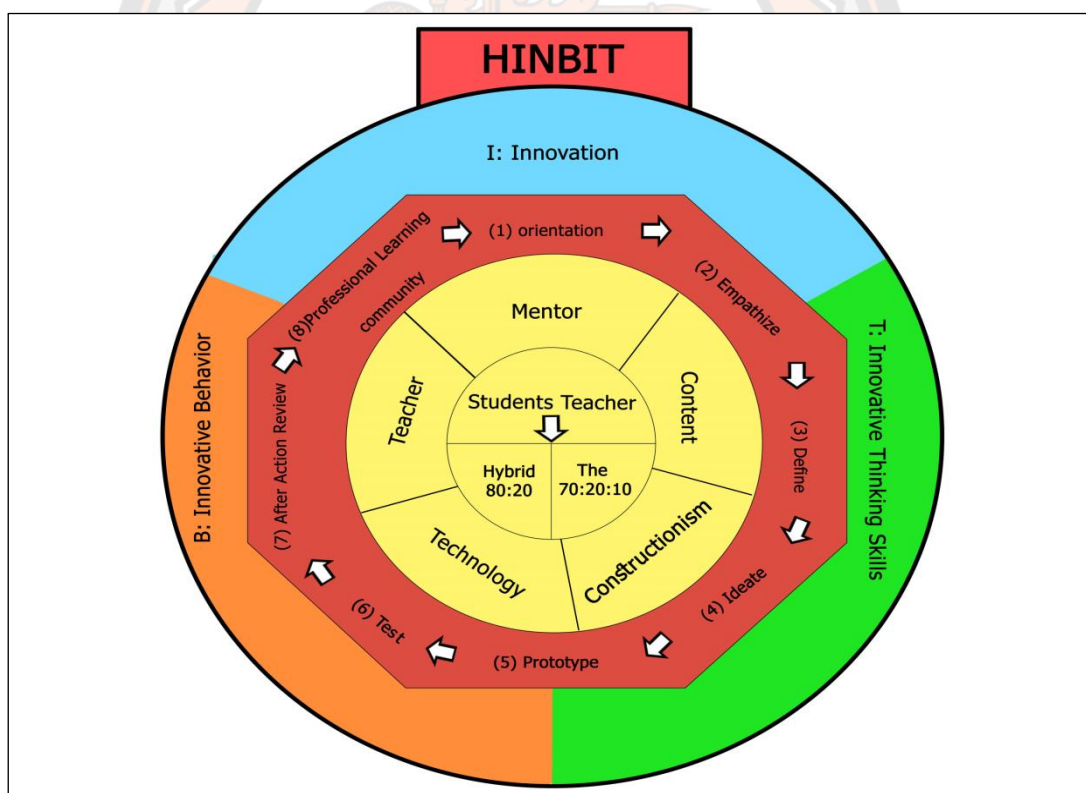 HINBIT
I: Innovation
T: Innovative Thinking Skills
B: Innovative Behavior
(1) orientation
(2) Empathize
(3) Define
(4) Ideate
(5) Prototype
(6) Test
(7) After Action Review
(8)Professional Learning
community
Mentor
Content
Constructionism
Technology
Teacher
Students Teacher
Hybrid
80:20
The
70:20:10